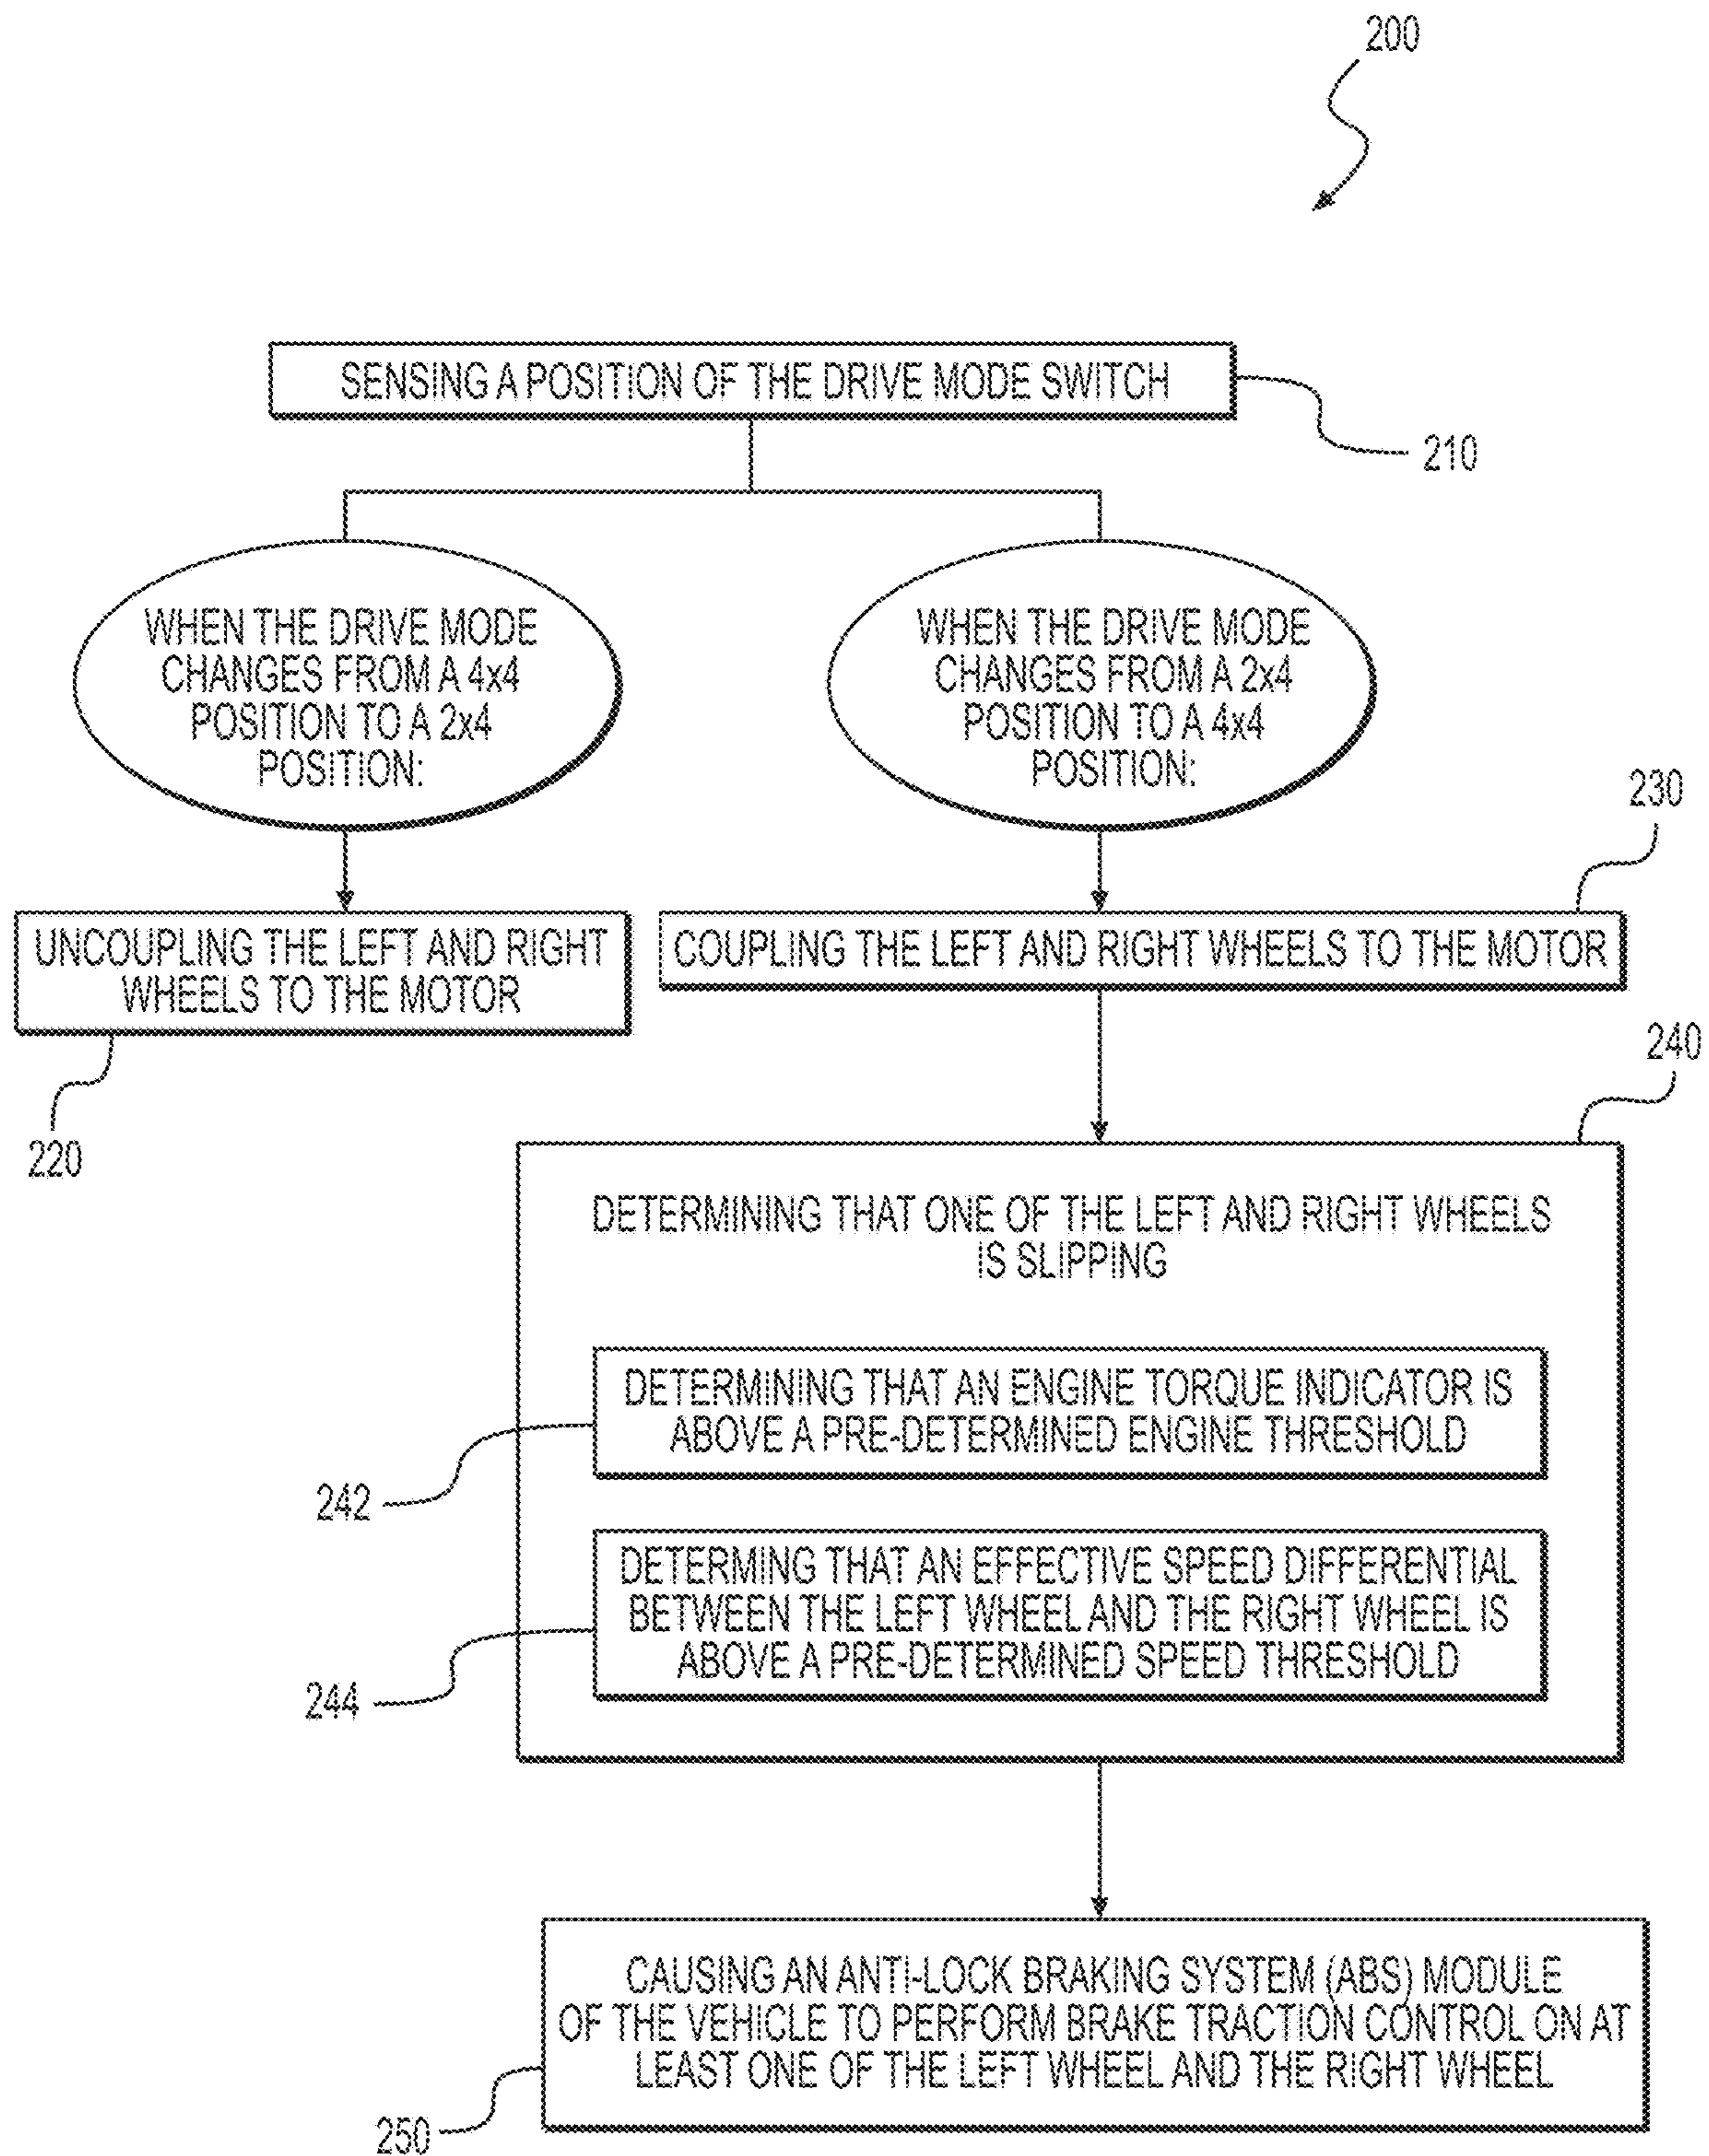 200
SENSING A POSITION OF THE DRIVE MODE SWITCH
210
WHEN THE DRIVE MODE
CHANGES FROM A 4x4
POSITION TO A 2x4
POSITION:
WHEN THE DRIVE MODE
CHANGES FROM A 2x4
POSITION TO A 4x4
POSITION:
230
UNCOUPLING THE LEFT AND RIGHT
WHEELS TO THE MOTOR
COUPLING THE LEFT AND RIGHT WHEELS TO THE MOTOR
220
240
DETERMINING THAT ONE OF THE LEFT AND RIGHT WHEELS
IS SLIPPING
DETERMINING THAT AN ENGINE TORQUE INDICATOR IS
ABOVE A PRE-DETERMINED ENGINE THRESHOLD
242
DETERMING THAT AN EFFECTIVE SPEED DIFFERENTIAL
BETWEEN THE LEFT WHEEL AND THE RIGHT WHEEL IS
ABOVE A PRE-DETERMINED SPEED THRESHOLD
244
CAUSING AN ANTI-LOCK BRAKING SYSTEM (ABS) MODULE
OF THE VEHICLE TO PERFORM BRAKE TRACTION CONTROL ON AT
LEAST ONE OF THE LEFT WHEEL AND THE RIGHT WHEEL
250